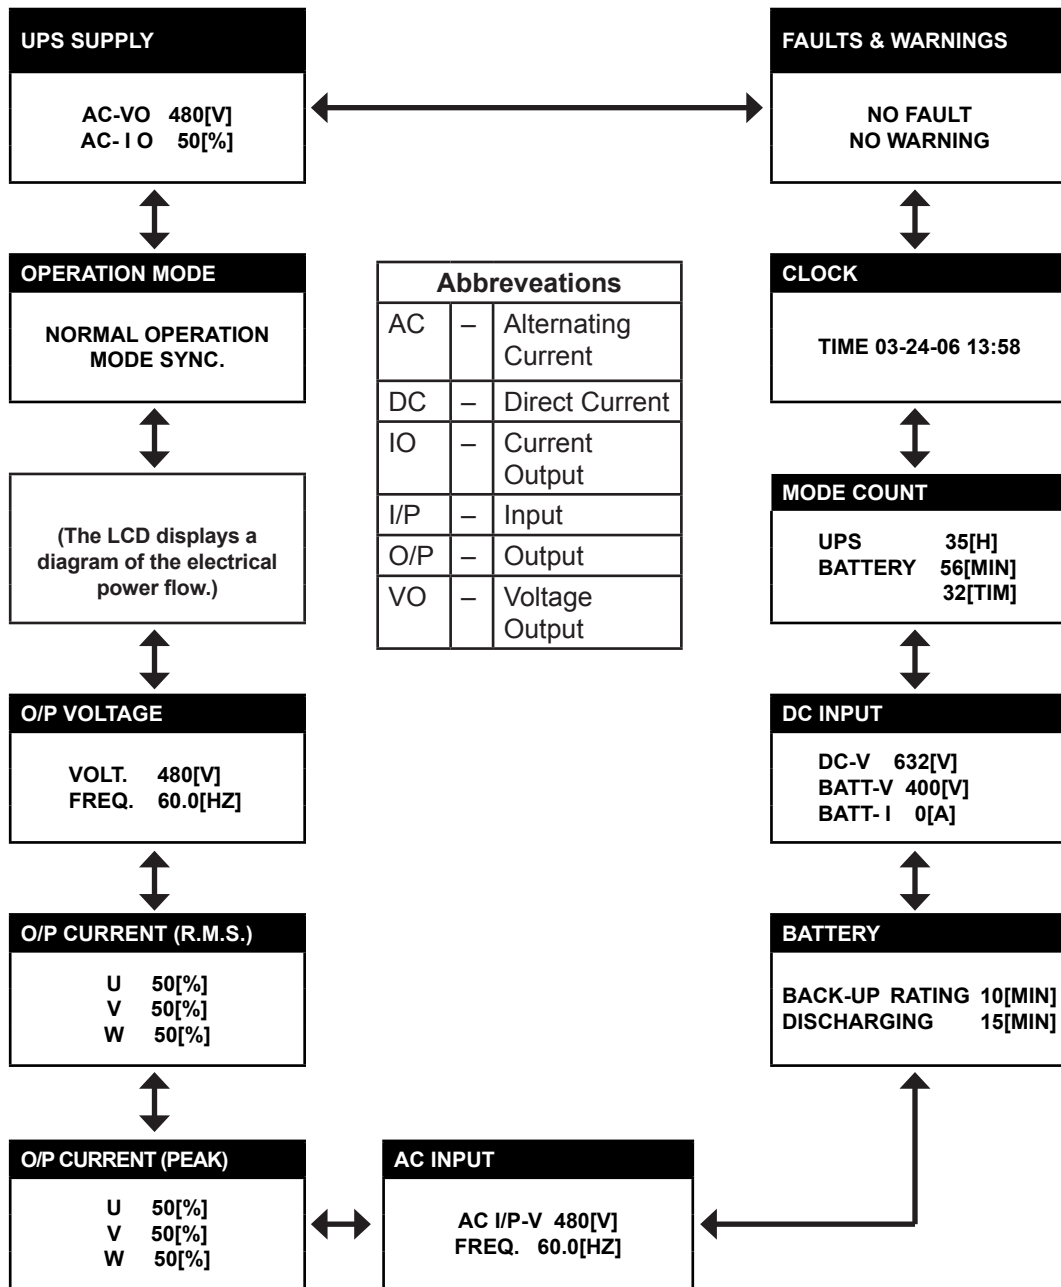 UPS SUPPLY
AC-VO 480[V]
AC- I O 50[%]
FAULTS & WARNINGS
NO FAULT
NO WARNING
OPERATION MODE
NORMAL OPERATION
MODE SYNC.
Abbreveations
AC – Alternating
Current
DC – Direct Current
IO – Current
Output
I/P – Input
O/P – Output
VO – Voltage
Output
CLOCK
TIME 03-24-06 13:58
(The LCD displays a
diagram of the electrical
power flow.)
MODE COUNT
UPS 35[H]
BATTERY 56[MIN]
32[TIM]
O/P VOLTAGE
VOLT. 480[V]
FREQ. 60.0[HZ]
DC INPUT
DC-V 632[V]
BATT-V 400[V]
BATT- I 0[A]
O/P CURRENT (R.M.S.)
U 50[%]
V 50[%]
W 50[%]
BATTERY
BACK-UP RATING 10[MIN]
DISCHARGING 15[MIN]
O/P CURRENT (PEAK)
U 50[%]
V 50[%]
W 50[%]
AC INPUT
AC I/P-V 480[V]
FREQ. 60.0[HZ]